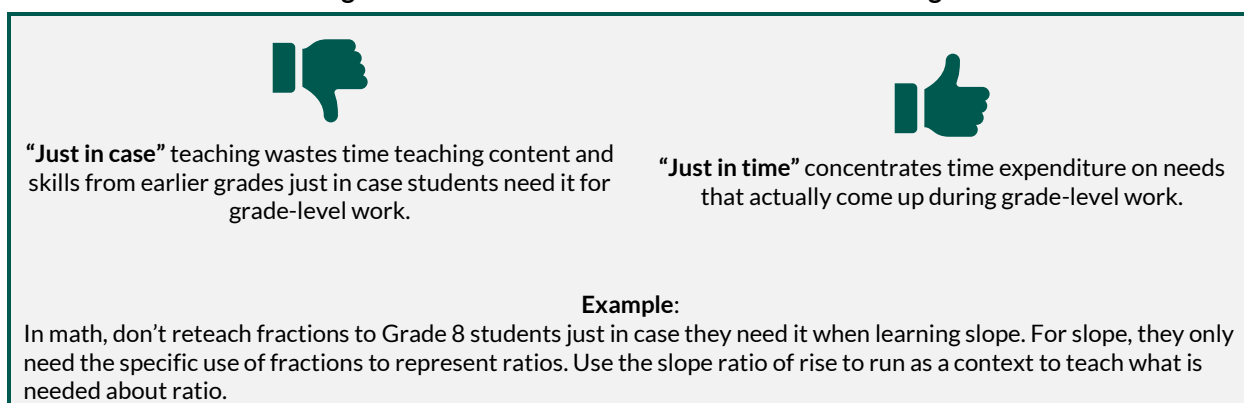 “Just in case” teaching wastes time teaching content and
skills from earlier grades just in case students need it for
grade-level work.
“Just in time” concentrates time expenditure on needs
that actually come up during grade-level work.
Example:
In math, don’t reteach fractions to Grade 8 students just in case they need it when learning slope. For slope, they only
need the specific use of fractions to represent ratios. Use the slope ratio of rise to run as a context to teach what is
needed about ratio.